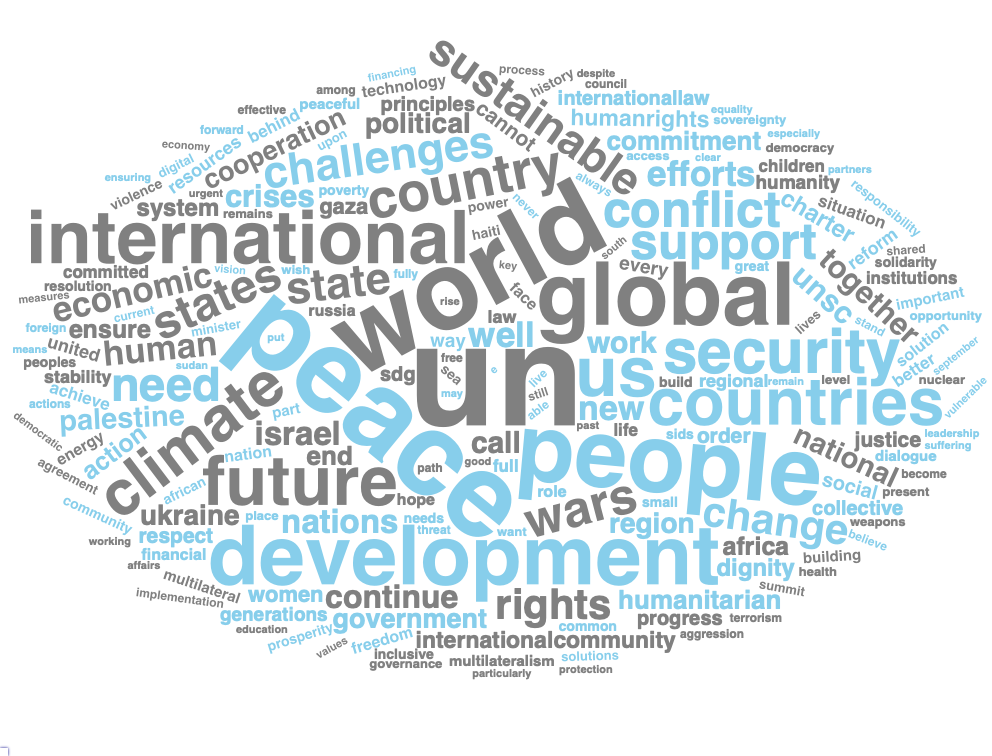 sustainable
process
history
despite
council
financing
among
technology
peaceful
principles
cannot
internationallaw
effective
behind
cooperation
political
humanrights
equality
sovereignty
forward
upon
challenges
commitment
especially
economy
resources
digital
access
clear
democracy
ensuring
violence
urgent
crises
poverty
country
always
efforts
children
partners
humanity
responsibility
system
remains
gaza
power
never
conflict
charter
situation
international
haiti
world
south
support
reform
shared
solidarity
committed
resolution
vision
wish
fully
key
every
great
together
institutions
measures
economic
states
state
face
global
unsc
important
current
russia
rise
law
lives
stand
opportunity
foreign
ensure
minister
put
way
well
work
security
solution
september
means
united
human
peace
free
un
us
better
peoples
sudan
sdg
sea
e
live
build
regional
remain
level
nuclear
stability
need
may
still
able
new
countries
vulnerable
achieve
actions
climate
palestine
part
past
life
sids
order
national
justice
leadership
democratic
energy
action
israel
call
people
suffering
dialogue
nation
end
path
good
full
agreement
african
future
hope
role
wars
social
become
present
community
ukraine
place
nations
needs
threat
want
small
region
change
collective
weapons
working
respect
believe
financial
development
africa
building
affairs
dignity
health
multilateral
implementation
women
continue
rights
humanitarian
summit
generations
government
progress
terrorism
education
prosperity
values
freedom
common
internationalcommunity
aggression
inclusive
governance
multilateralism
solutions
particularly
protection